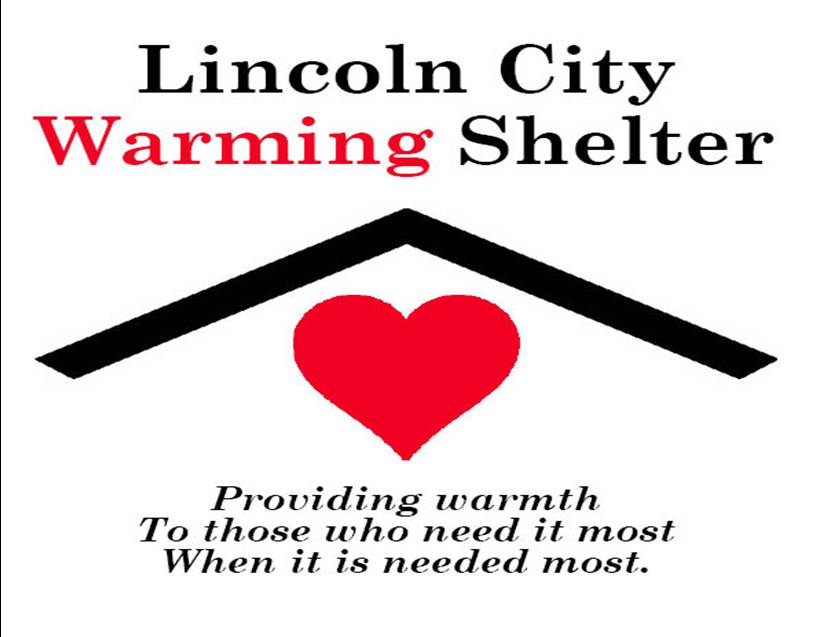 Lincoln City
Warming Shelter
Providing warmth
To those who need it most
When it is needed most.